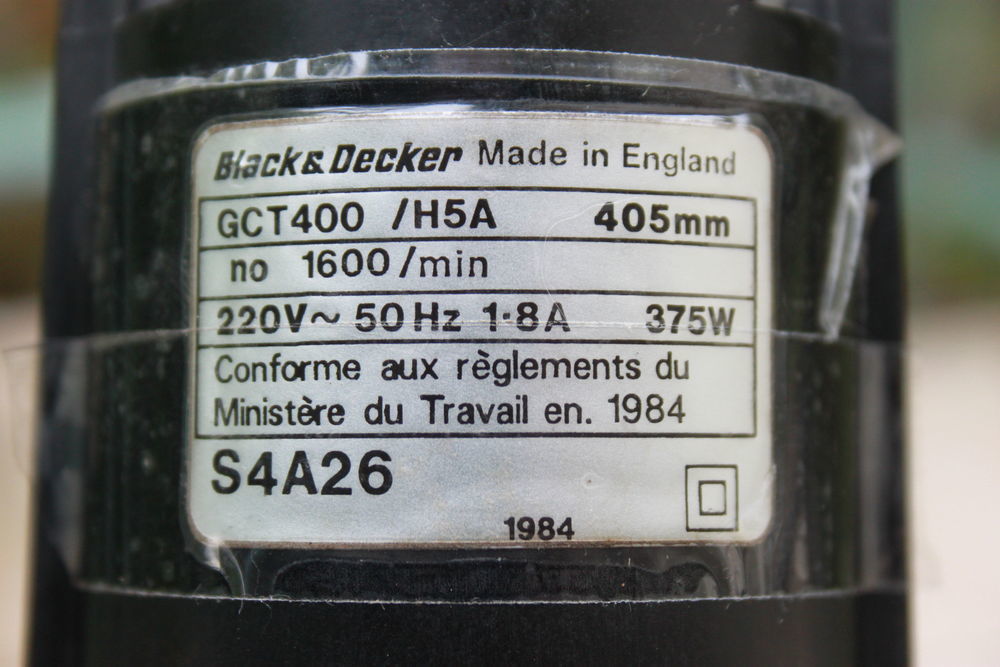 Black & Decker Made in England
GCT400 /H5A 405mm
no 1600/min
220V~ 50Hz 1·8A 375W
Conforme aux règlements du
Ministère du Travail en. 1984
S4A26
1984